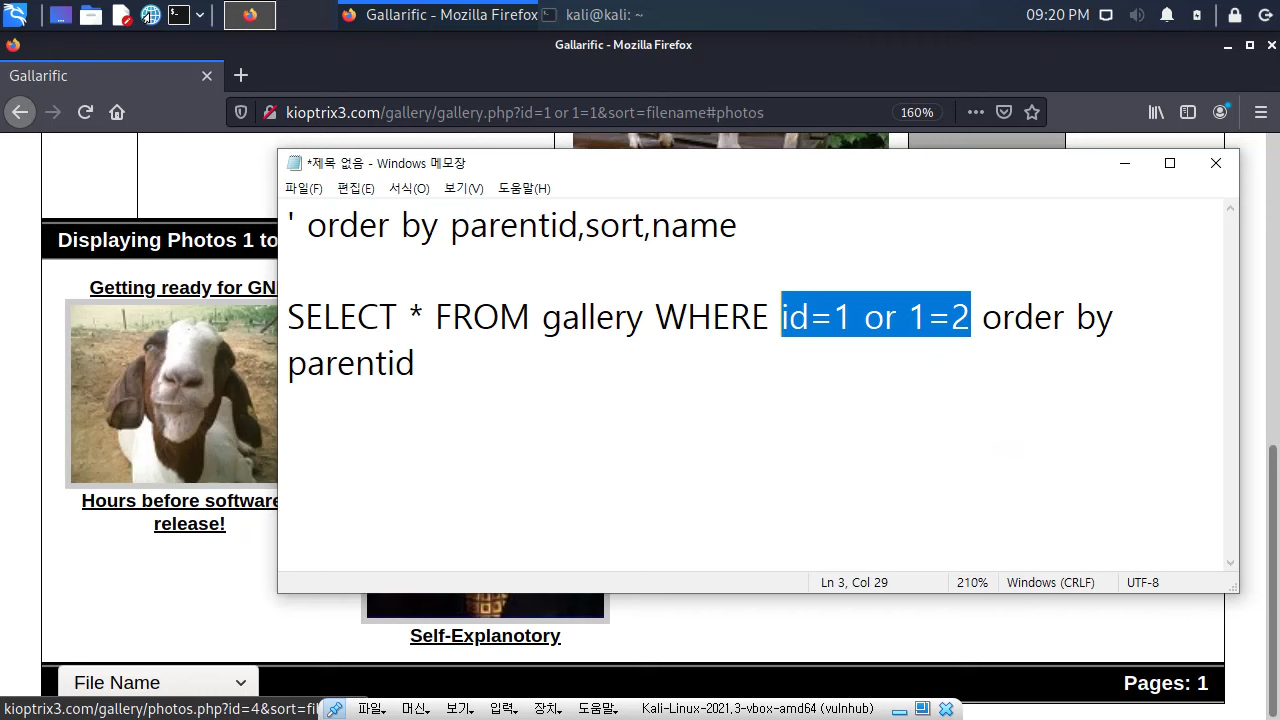 Gallarific - Mozilla Firefox
kali@kali: ~
09:20 PM
Gallarific - Mozilla Firefox
Gallarific
kioptrix3.com/gallery/gallery.php?id=1 or 1=1&sort=filename#photos
160%
*제목 없음 - Windows 메모장
파일(F) 편집(E) 서식(O) 보기(V) 도움말(H)
' order by parentid,sort,name
SELECT * FROM gallery WHERE id=1 or 1=2 order by
parentid
Ln 3, Col 29
210%
Windows (CRLF)
UTF-8
Displaying Photos 1 to
Getting ready for GN
Hours before software
release!
Self-Explanotory
File Name
Pages: 1
kioptrix3.com/gallery/photos.php?id=4&sort=fil
파일 머신 보기 입력 장치 도움말
Kali-Linux-2021.3-vbox-amd64 (vulnhub)